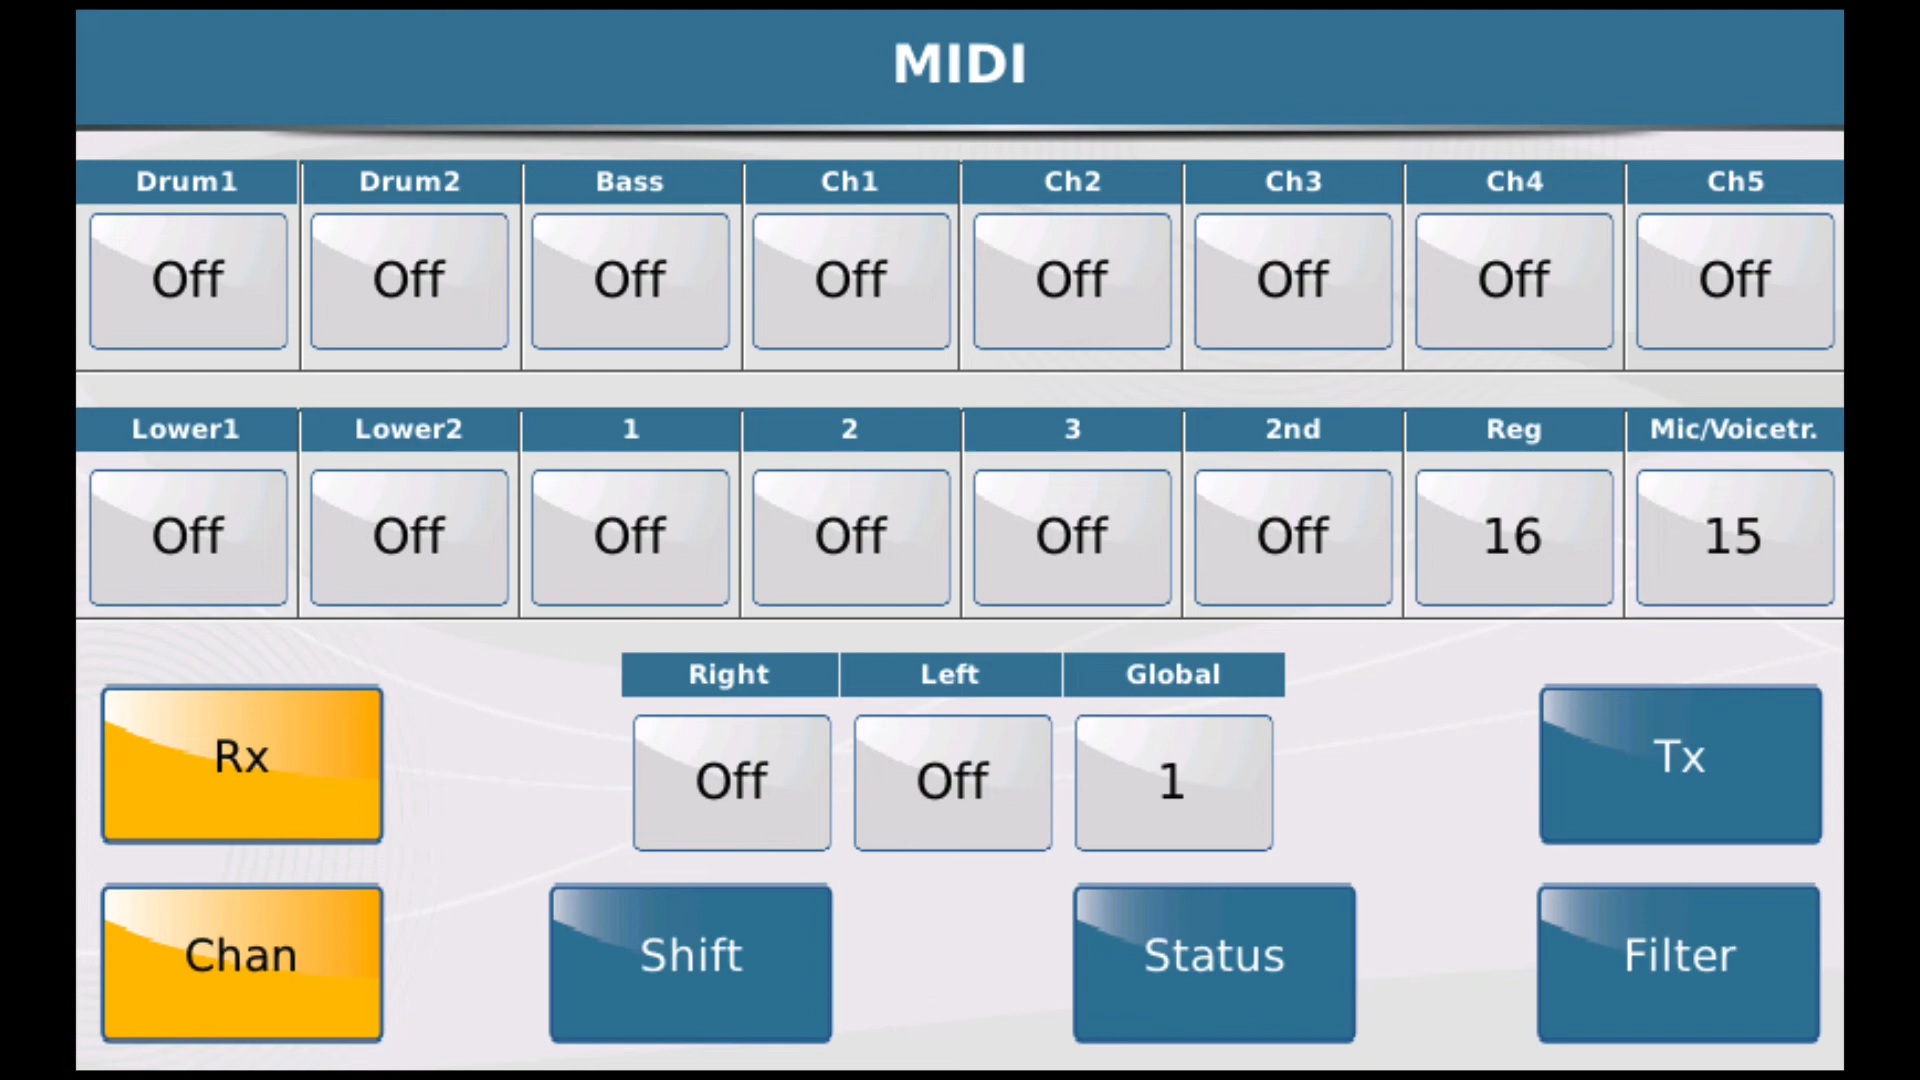 MIDI
Drum1 Drum2 Bass Ch1 Ch2 Ch3 Ch4 Ch5
Off Off Off Off Off Off Off Off
Lower1 Lower2 1 2 3 2nd Reg Mic/Voicetr.
Off Off Off Off Off Off 16 15
Right Left Global
Rx Off Off 1 Tx
Chan Shift Status Filter